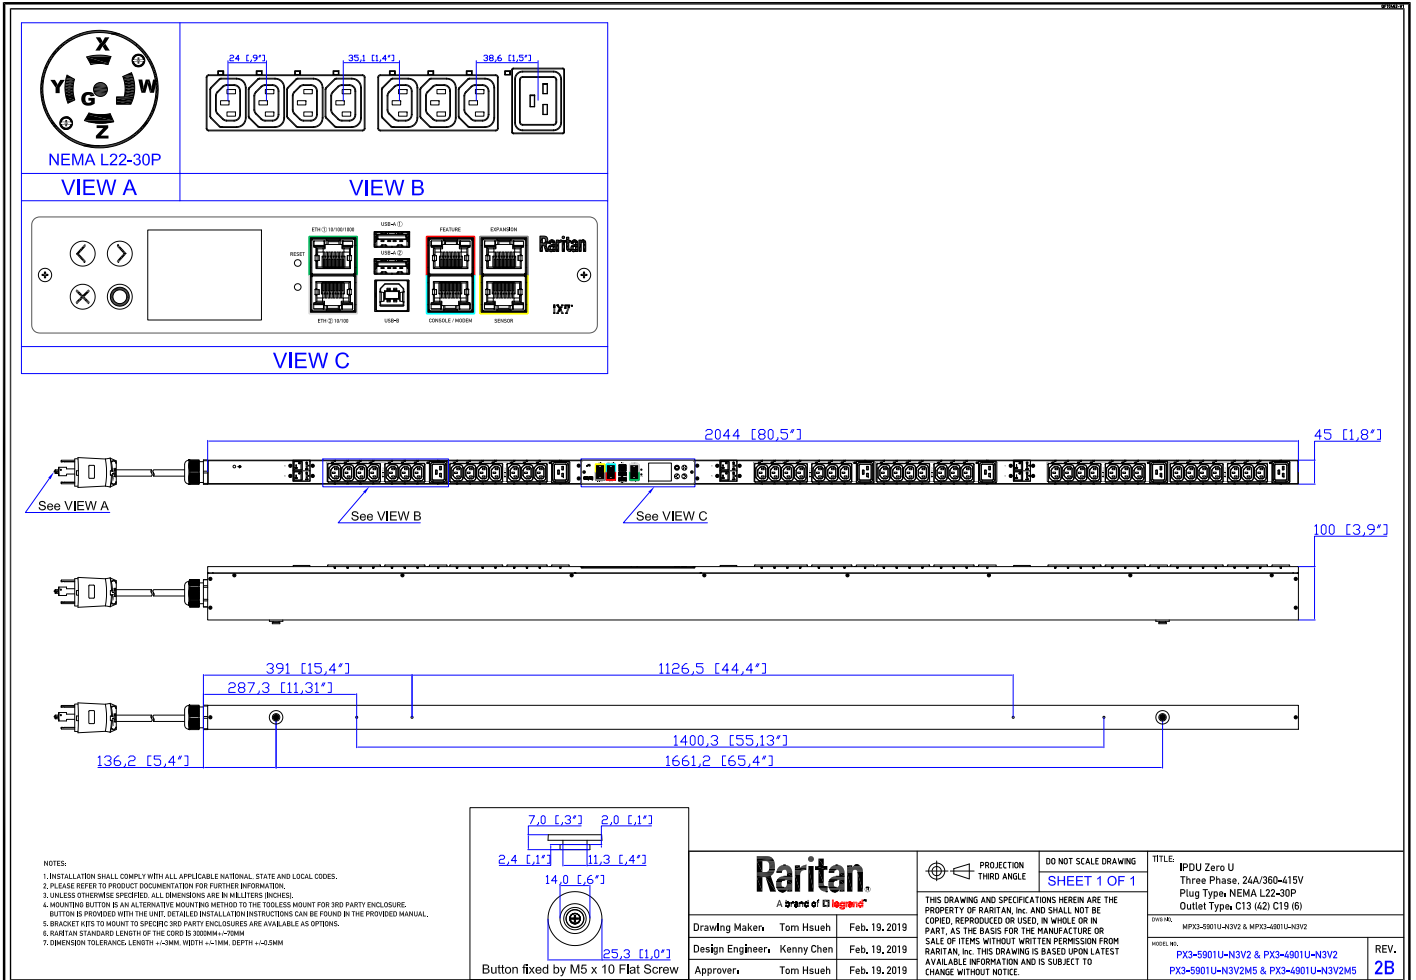 X
Y
W
G
Z
NEMA L22-30P
VIEW A
24 [,9"]
35,1 [1,4"]
38,6 [1,5"]
VIEW B
ETH ① 10/100/1000
USB-A ①
FEATURE
EXPANSION
Raritan
RESET
USB-A ②
iX7
ETH ② 10/100
USB-B
CONSOLE / MODEM
SENSOR
VIEW C
2044 [80,5"]
45 [1,8"]
See VIEW A
See VIEW B
See VIEW C
100 [3,9"]
391 [15,4"]
1126,5 [44,4"]
287,3 [11,31"]
1400,3 [55,13"]
136,2 [5,4"]
1661,2 [65,4"]
7,0 [,3"]
2,0 [,1"]
2,4 [,1"]
11,3 [,4"]
14,0 [,6"]
25,3 [1,0"]
Button fixed by M5 x 10 Flat Screw
NOTES:
1. INSTALLATION SHALL COMPLY WITH ALL APPLICABLE NATIONAL, STATE AND LOCAL CODES.
2. PLEASE REFER TO PRODUCT DOCUMENTATION FOR FURTHER INFORMATION.
3. UNLESS OTHERWISE SPECIFIED, ALL DIMENSIONS ARE IN MILLITERS [INCHES].
4. MOUNTING BUTTON IS AN ALTERNATIVE MOUNTING METHOD TO THE TOOLESS MOUNT FOR 3RD PARTY ENCLOSURE.
BUTTON IS PROVIDED WITH THE UNIT. DETAILED INSTALLATION INSTRUCTIONS CAN BE FOUND IN THE PROVIDED MANUAL.
5. BRACKET KITS TO MOUNT TO SPECIFIC 3RD PARTY ENCLOSURES ARE AVAILABLE AS OPTIONS.
6. RARITAN STANDARD LENGTH OF THE CORD IS 3000MM+/-70MM
7. DIMENSION TOLERANCE: LENGTH +/-3MM, WIDTH +/-1MM, DEPTH +/-0.5MM
Raritan.
A brand of legrand
Drawing Maker: Tom Hsueh Feb. 19. 2019
Design Engineer: Kenny Chen Feb. 19. 2019
Approver: Tom Hsueh Feb. 19. 2019
PROJECTION
THIRD ANGLE
DO NOT SCALE DRAWING
SHEET 1 OF 1
THIS DRAWING AND SPECIFICATIONS HEREIN ARE THE
PROPERTY OF RARITAN, Inc. AND SHALL NOT BE
COPIED, REPRODUCED OR USED, IN WHOLE OR IN
PART, AS THE BASIS FOR THE MANUFACTURE OR
SALE OF ITEMS WITHOUT WRITTEN PERMISSION FROM
RARITAN, Inc. THIS DRAWING IS BASED UPON LATEST
AVAILABLE INFORMATION AND IS SUBJECT TO
CHANGE WITHOUT NOTICE.
TITLE:
iPDU Zero U
Three Phase, 24A/360-415V
Plug Type: NEMA L22-30P
Outlet Type: C13 (42) C19 (6)
DWG NO.
MPX3-5901U-N3V2 & MPX3-4901U-N3V2
MODEL NO.
PX3-5901U-N3V2 & PX3-4901U-N3V2
PX3-5901U-N3V2M5 & PX3-4901U-N3V2M5
REV.
2B